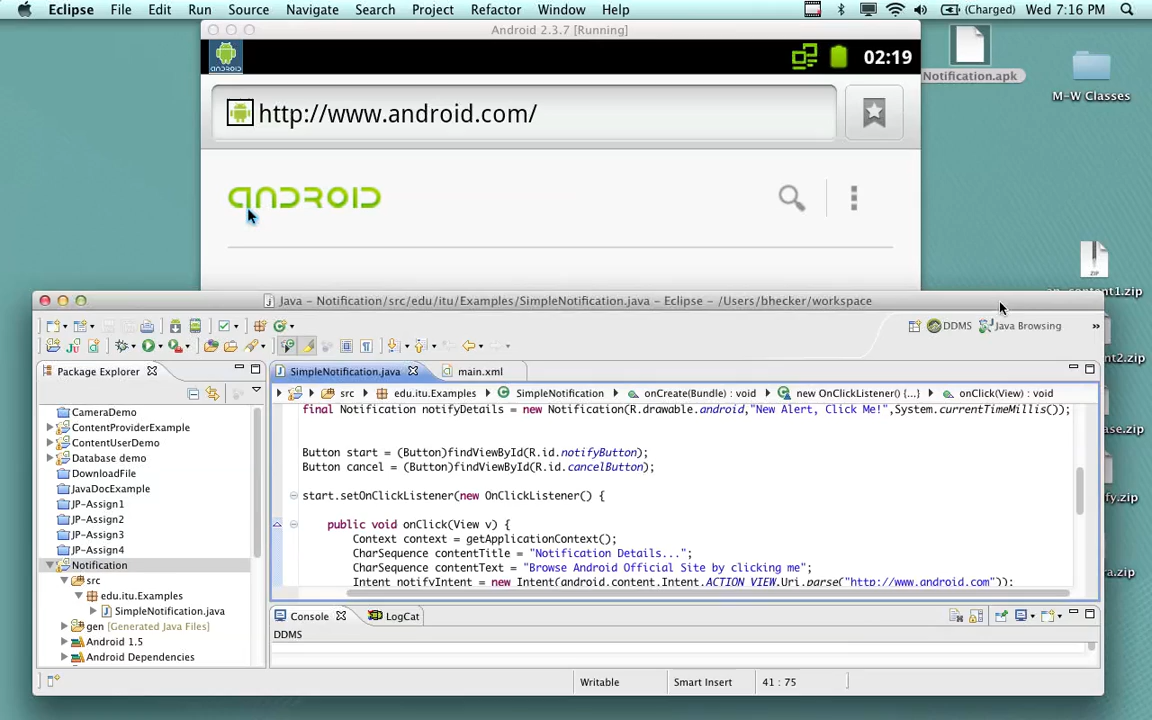 Eclipse File Edit Run Source Navigate Search Project Refactor Window Help (Charged) Wed 7:16 PM
Android 2.3.7 [Running]
02:19
http://www.android.com/
ANDROID
Notification.apk
M-W Classes
ZIP
Java – Notification/src/edu/itu/Examples/SimpleNotification.java – Eclipse – /Users/bhecker/workspace
DDMS Java Browsing »
Package Explorer
CameraDemo
ContentProviderExample
ContentUserDemo
Database demo
DownloadFile
JavaDocExample
JP-Assign1
JP-Assign2
JP-Assign3
JP-Assign4
Notification
src
edu.itu.Examples
SimpleNotification.java
gen [Generated Java Files]
Android 1.5
Android Dependencies
SimpleNotification.java main.xml
src edu.itu.Examples SimpleNotification onCreate(Bundle) : void new OnClickListener() {...} onClick(View) : void
final Notification notifyDetails = new Notification(R.drawable.android,"New Alert, Click Me!",System.currentTimeMillis());
Button start = (Button)findViewById(R.id.notifyButton);
Button cancel = (Button)findViewById(R.id.cancelButton);
start.setOnClickListener(new OnClickListener() {
public void onClick(View v) {
Context context = getApplicationContext();
CharSequence contentTitle = "Notification Details...";
CharSequence contentText = "Browse Android Official Site by clicking me";
Intent notifyIntent = new Intent(android.content.Intent.ACTION_VIEW,Uri.parse("http://www.android.com"));
Console LogCat
DDMS
Writable Smart Insert 41 : 75